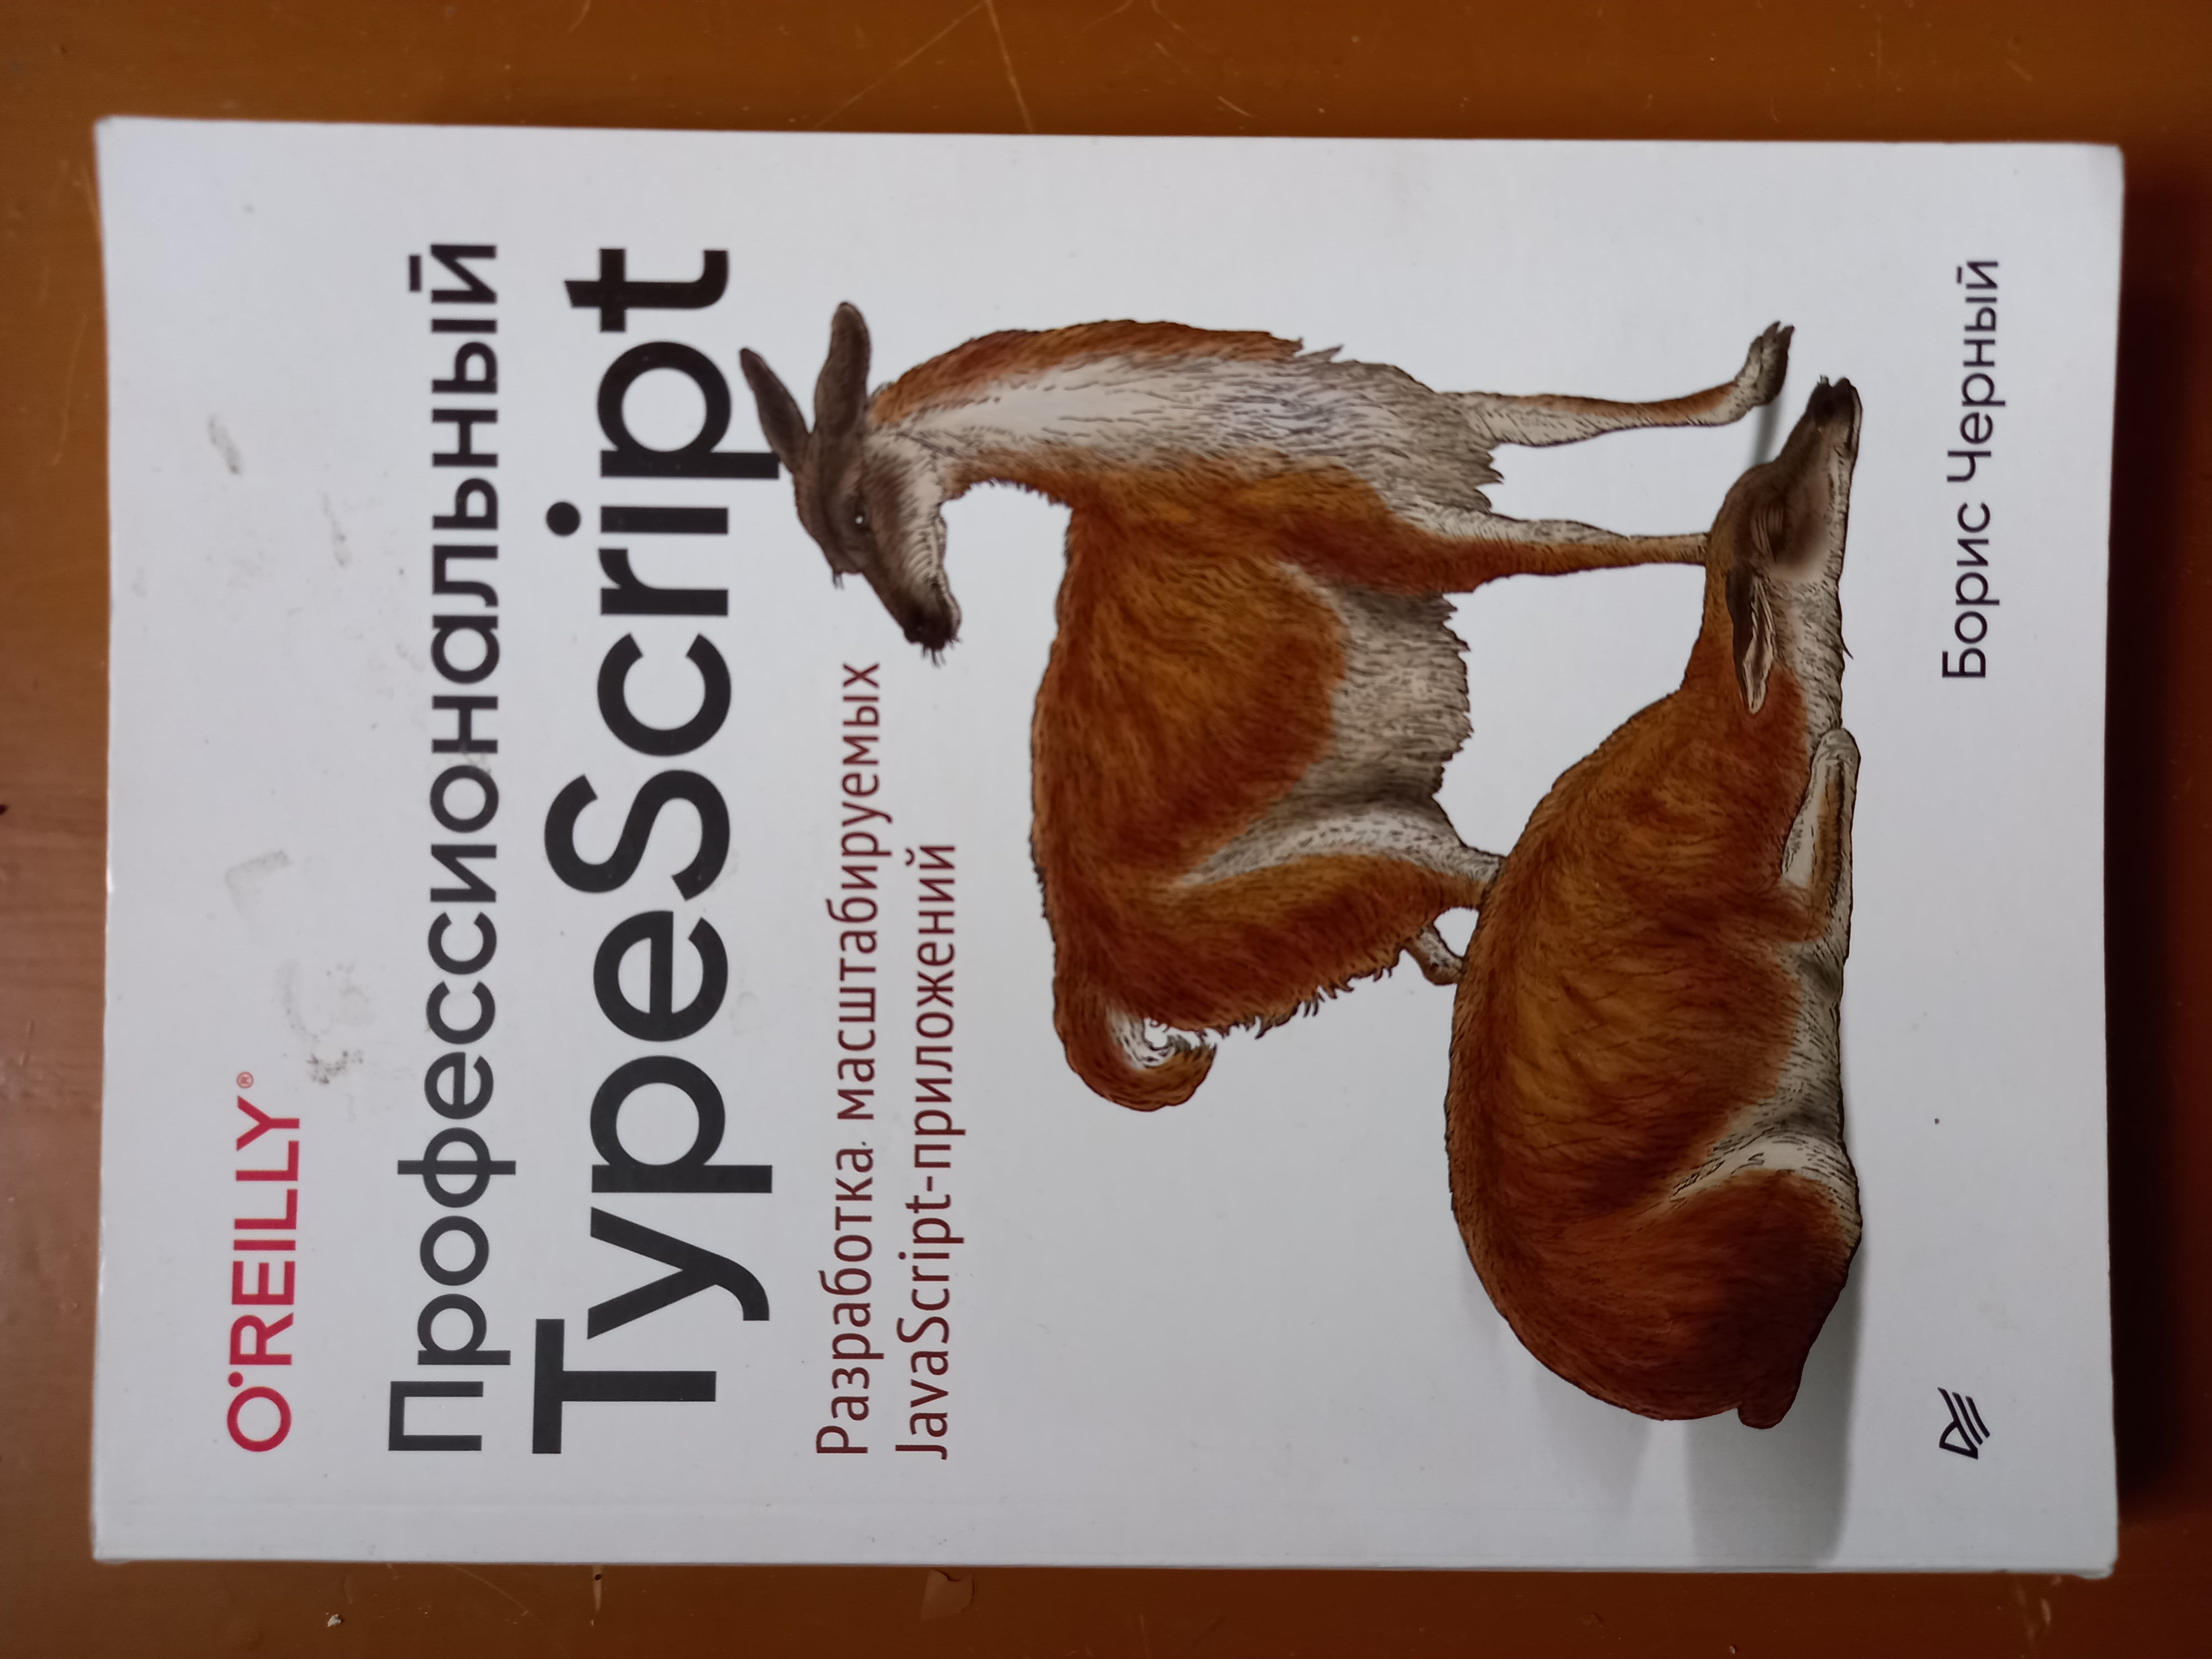 O'REILLY®
Профессиональный
TypeScript
Разработка масштабируемых
JavaScript-приложений
Борис Черный